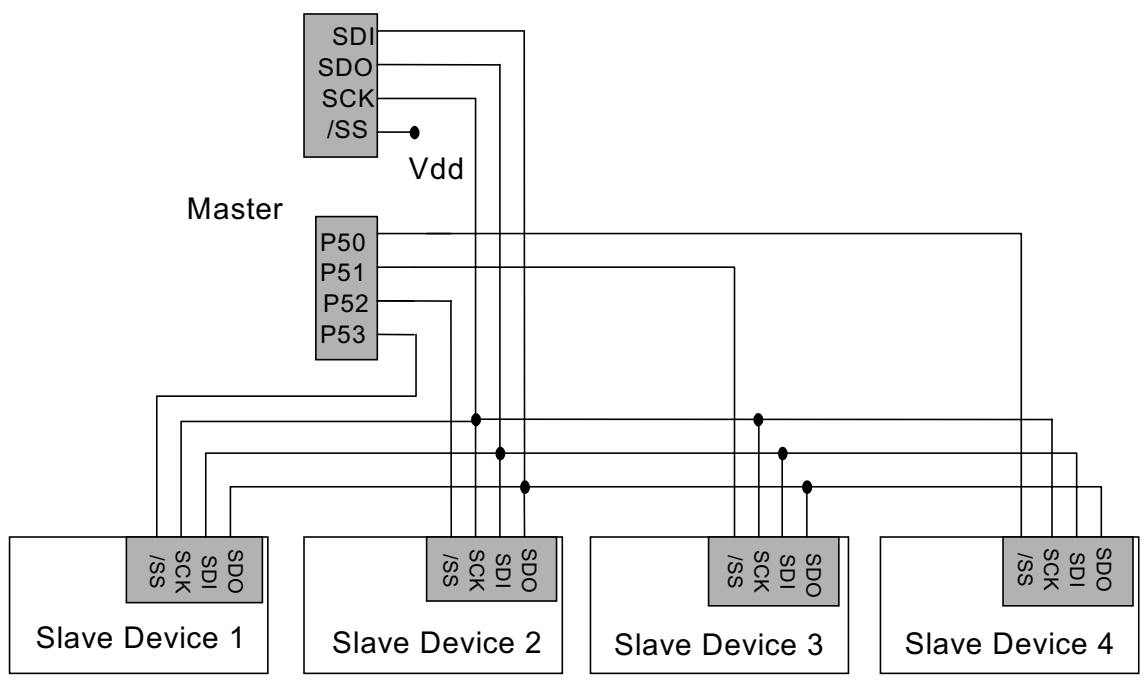 SDI
SDO
SCK
/SS
Vdd
Master
P50
P51
P52
P53
/SS
SCK
SDI
SDO
Slave Device 1
/SS
SCK
SDI
SDO
Slave Device 2
/SS
SCK
SDI
SDO
Slave Device 3
/SS
SCK
SDI
SDO
Slave Device 4